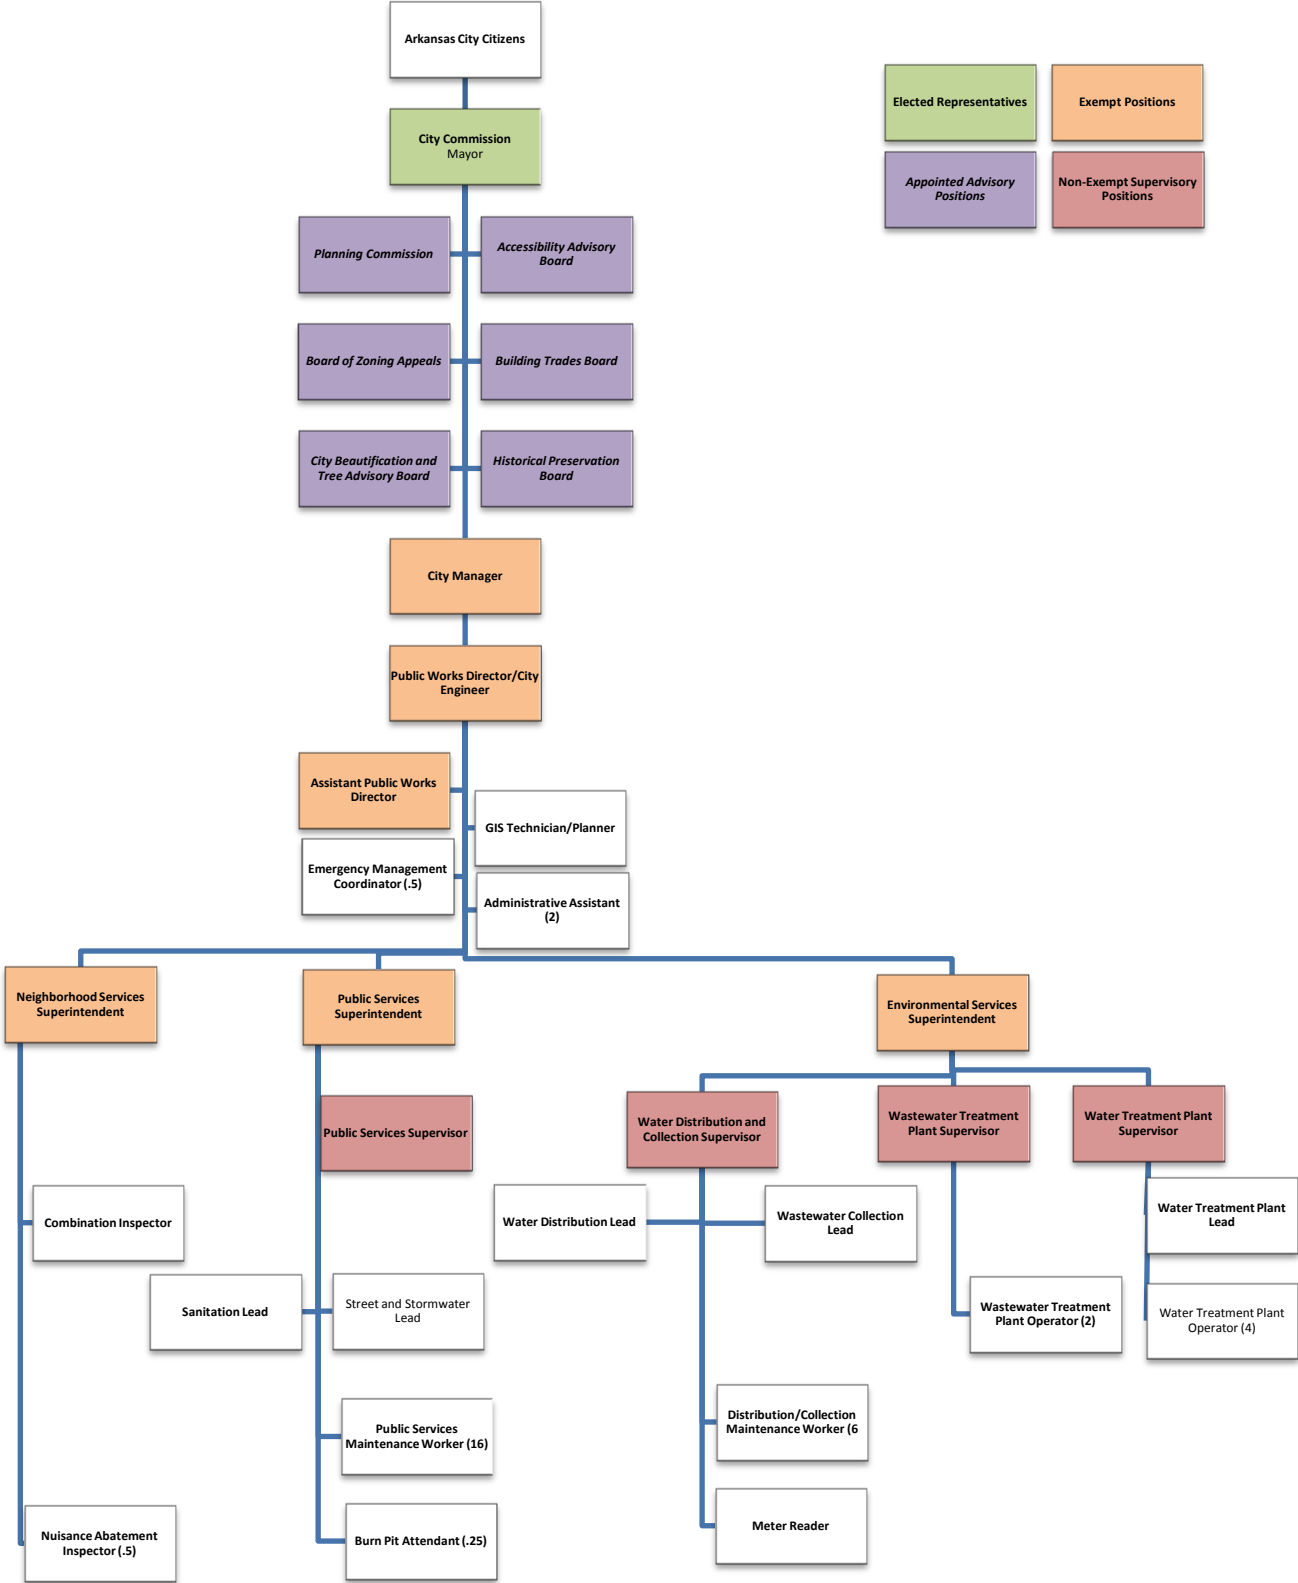 Arkansas City Citizens
Elected Representatives
Exempt Positions
City Commission
Mayor
Appointed Advisory
Positions
Non-Exempt Supervisory
Positions
Planning Commission
Accessibility Advisory
Board
Board of Zoning Appeals
Building Trades Board
City Beautification and
Tree Advisory Board
Historical Preservation
Board
City Manager
Public Works Director/City
Engineer
Assistant Public Works
Director
GIS Technician/Planner
Emergency Management
Coordinator (.5)
Administrative Assistant
(2)
Neighborhood Services
Superintendent
Public Services
Superintendent
Environmental Services
Superintendent
Public Services Supervisor
Water Distribution and
Collection Supervisor
Wastewater Treatment
Plant Supervisor
Water Treatment Plant
Supervisor
Combination Inspector
Water Distribution Lead
Wastewater Collection
Lead
Water Treatment Plant
Lead
Sanitation Lead
Street and Stormwater
Lead
Wastewater Treatment
Plant Operator (2)
Water Treatment Plant
Operator (4)
Public Services
Maintenance Worker (16)
Distribution/Collection
Maintenance Worker (6
Nuisance Abatement
Inspector (.5)
Burn Pit Attendant (.25)
Meter Reader